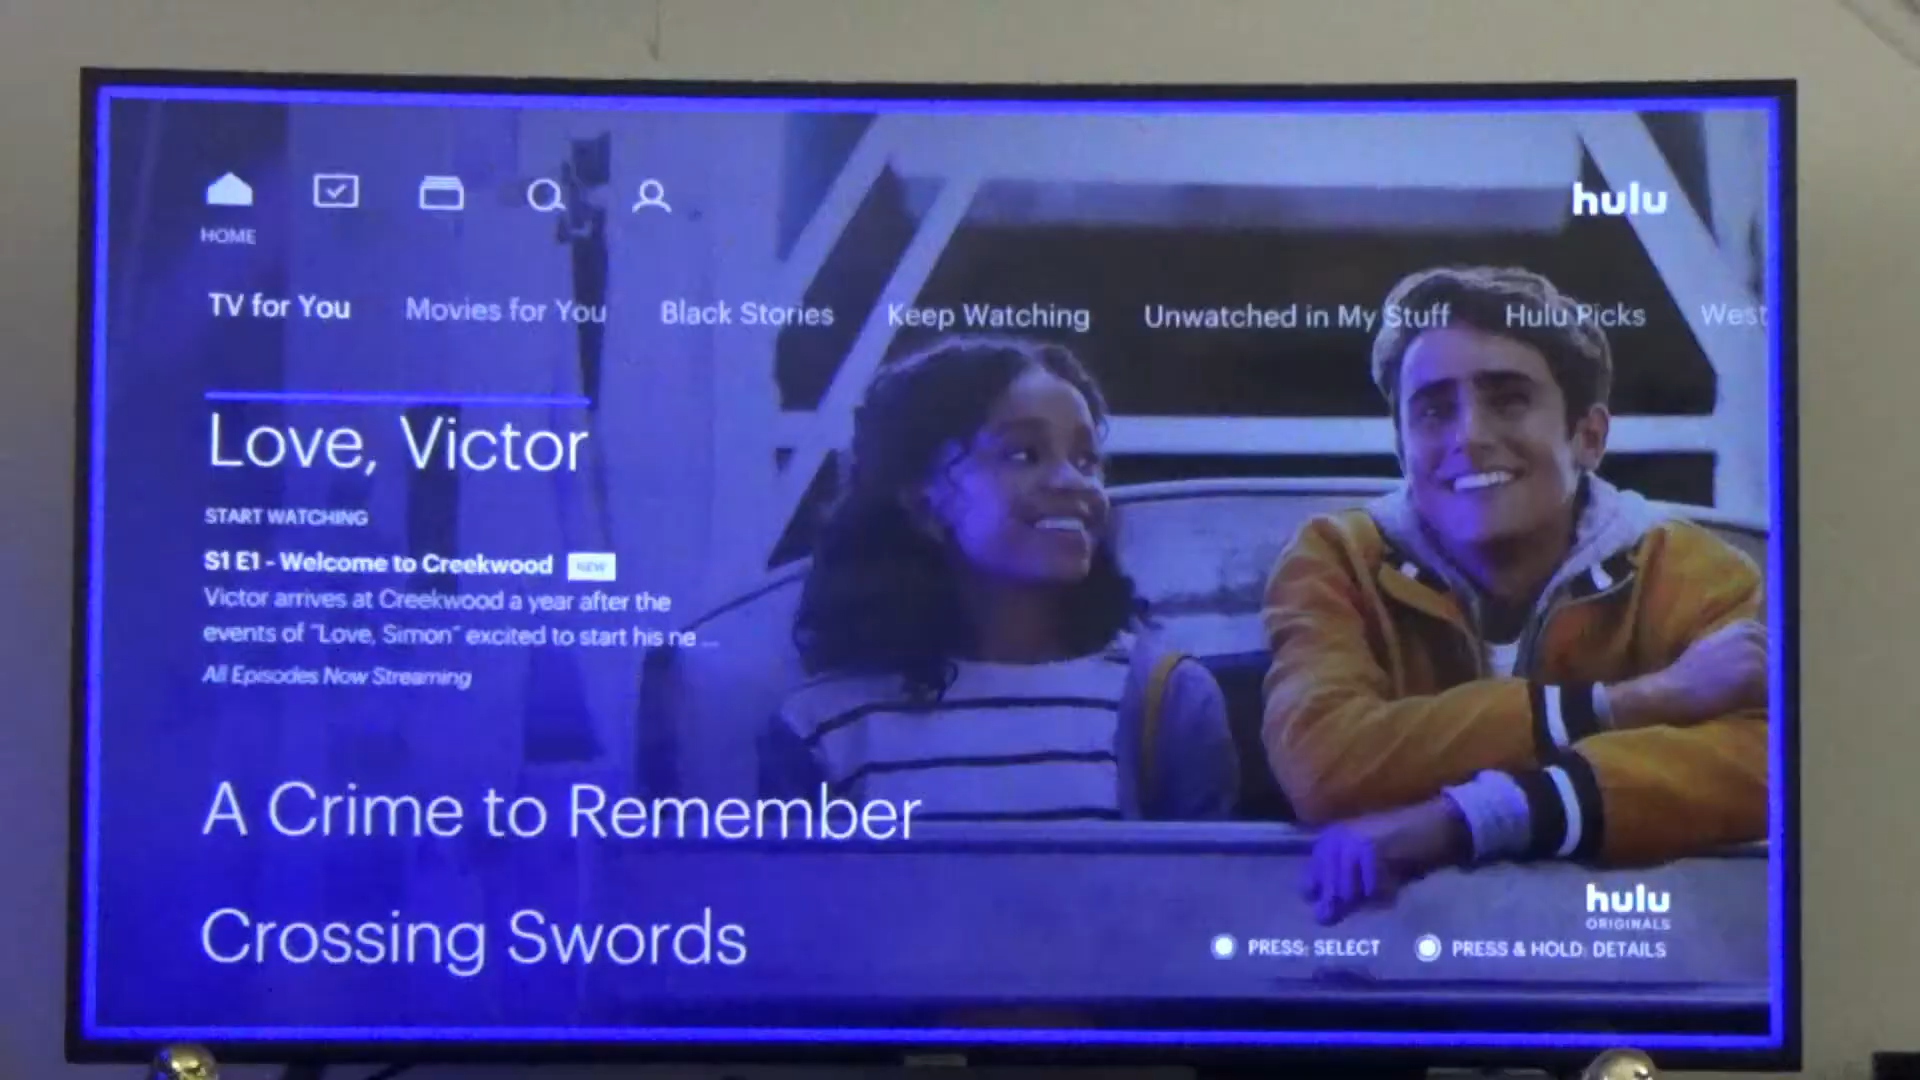 hulu
HOME
TV for You Movies for You Black Stories Keep Watching Unwatched in My Stuff Hulu Picks West
Love, Victor
START WATCHING
S1 E1 - Welcome to Creekwood NEW
Victor arrives at Creekwood a year after the
events of "Love, Simon" excited to start his ne ...
All Episodes Now Streaming
A Crime to Remember
Crossing Swords
hulu
ORIGINALS
PRESS: SELECT PRESS & HOLD: DETAILS